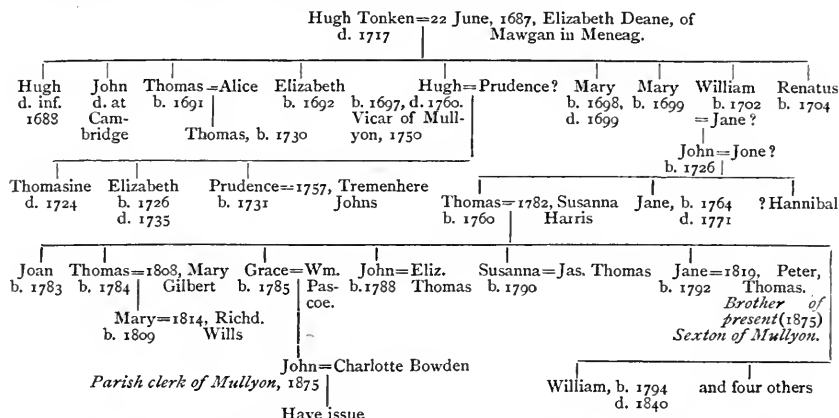 Hugh Tonken=22 June, 1687, Elizabeth Deane, of
d. 1717 Mawgan in Meneag.
Hugh John Thomas=Alice Elizabeth Hugh=Prudence? Mary Mary William Renatus
d. inf. d. at b. 1691 b. 1692 b. 1697, d. 1760. b. 1698, b. 1699 b. 1702 b. 1704
1688 Cam- Vicar of Mull- d. 1699 =Jane?
bridge Thomas, b. 1730 yon, 1750
John=Jone?
b. 1726
Thomasine Elizabeth Prudence=1757, Tremenhere Thomas=1782, Susanna Jane, b. 1764 ?Hannibal
d. 1724 b. 1726 b. 1731 Johns b. 1760 Harris d. 1771
d. 1735
Joan Thomas=1808, Mary Grace=Wm. John=Eliz. Susanna=Jas. Thomas Jane=1819, Peter,
b. 1783 b. 1784 Gilbert b. 1785 Pas- b. 1788 Thomas b. 1790 b. 1792 Thomas.
coe. Brother of
Mary=1814, Richd. present (1875)
b. 1809 Wills Sexton of Mullyon.
John=Charlotte Bowden
Parish clerk of Mullyon, 1875 William, b. 1794 and four others
d. 1840
Have issue